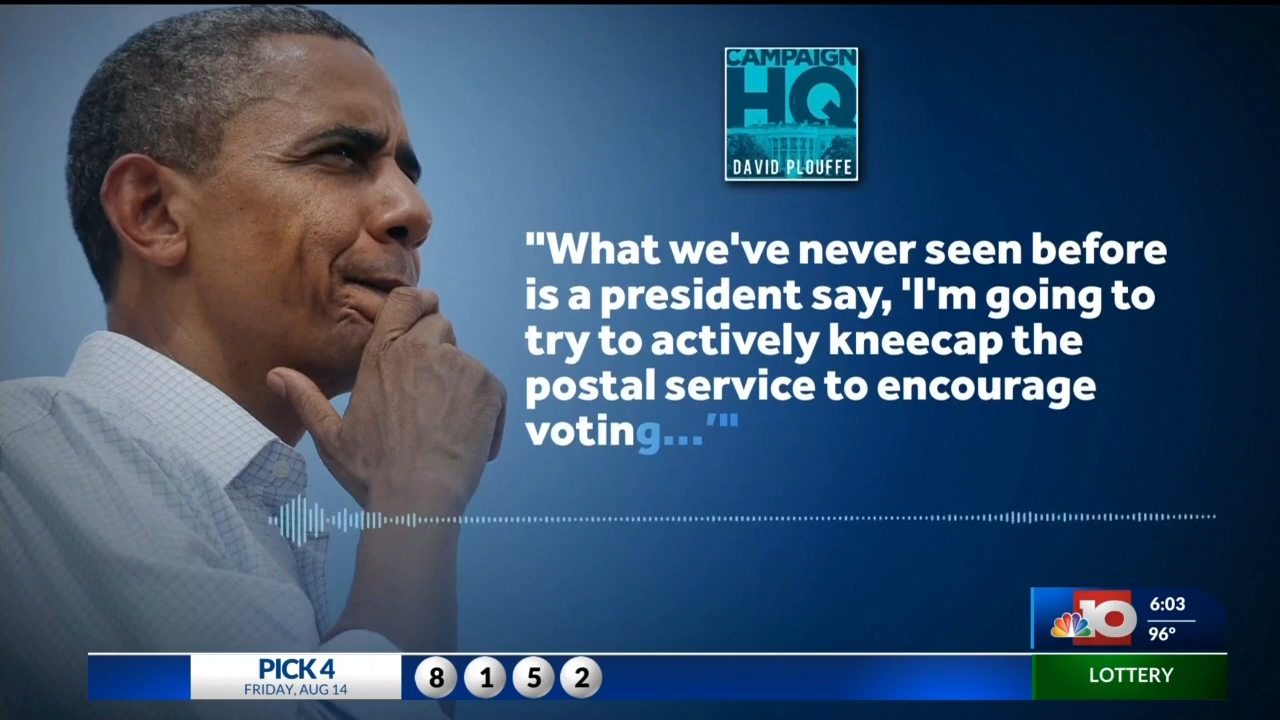 CAMPAIGN
HQ
DAVID PLOUFFE
"What we've never seen before
is a president say, 'I'm going to
try to actively kneecap the
postal service to encourage
voting...'"
10
6:03
96°
PICK 4
FRIDAY, AUG 14
8 1 5 2
LOTTERY